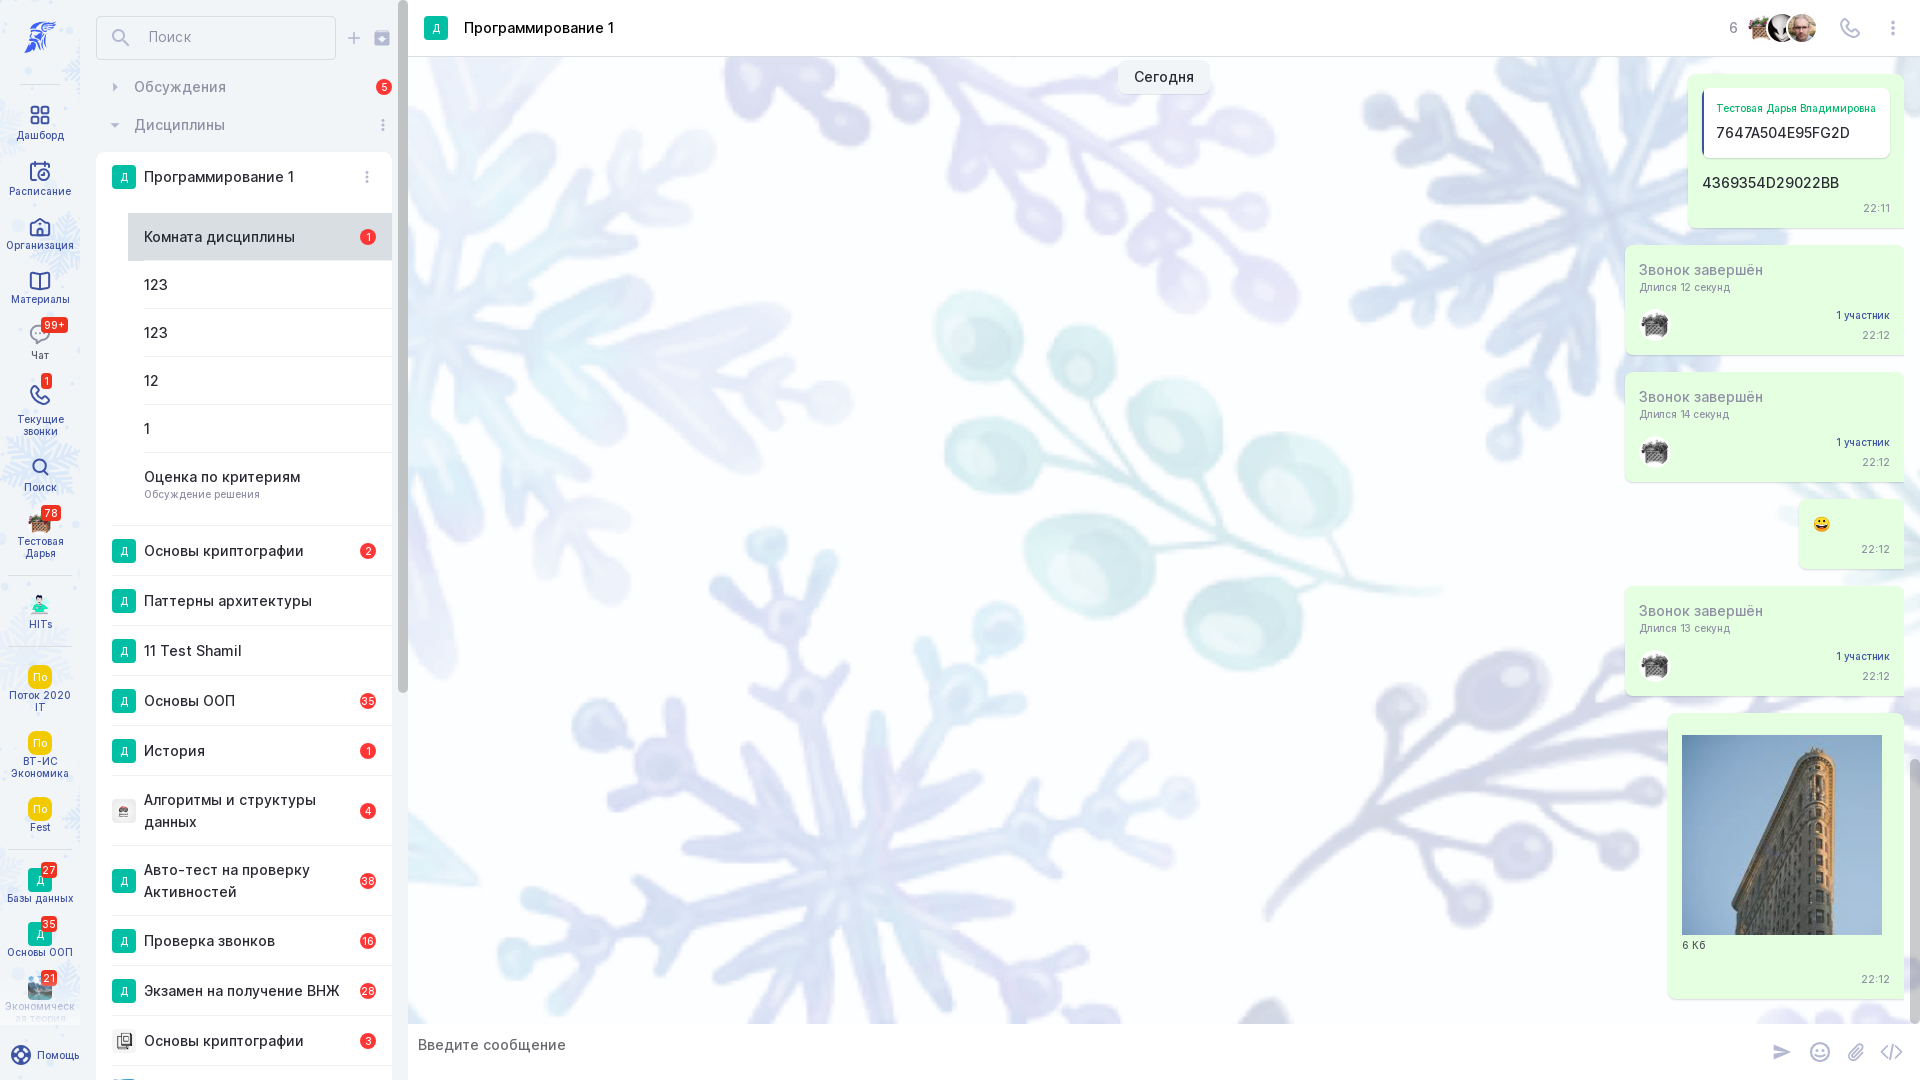 Дашборд
Расписание
Организация
Материалы
99+
Чат
1
Текущие
звонки
Поиск
78
Тестовая
Дарья
HITs
По
Поток 2020
IT
По
ВТ-ИС
Экономика
По
Fest
27
Д
Базы данных
35
Д
Основы ООП
21
Экономическ
ая теория
Помощь
Поиск
Обсуждения
5
Дисциплины
Д
Программирование 1
Комната дисциплины
1
123
123
12
1
Оценка по критериям
Обсуждение решения
Д
Основы криптографии
2
Д
Паттерны архитектуры
Д
11 Test Shamil
Д
Основы ООП
35
Д
История
1
Алгоритмы и структуры
данных
4
Д
Авто-тест на проверку
Активностей
38
Д
Проверка звонков
16
Д
Экзамен на получение ВНЖ
28
Основы криптографии
3
Д
Программирование 1
6
Сегодня
Тестовая Дарья Владимировна
7647A504E95FG2D
4369354D29022BB
22:11
Звонок завершён
Длился 12 секунд
1 участник
22:12
Звонок завершён
Длился 14 секунд
1 участник
22:12
😀
22:12
Звонок завершён
Длился 13 секунд
1 участник
22:12
6 Кб
22:12
Введите сообщение